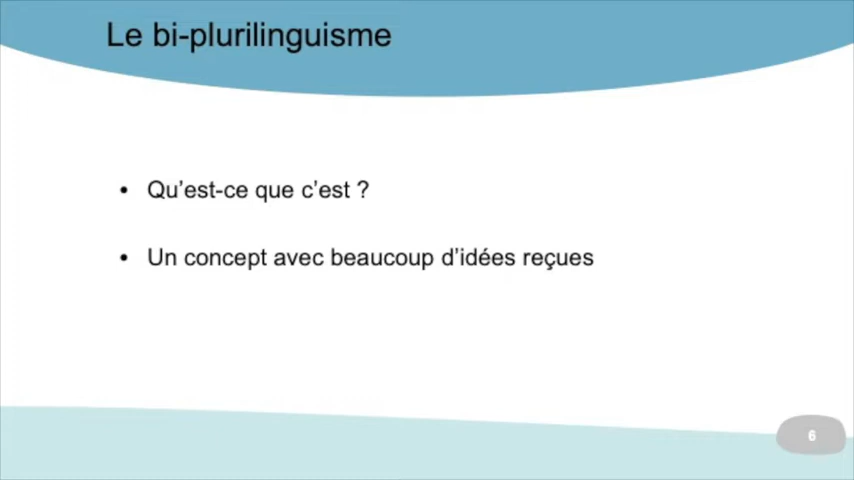 Le bi-plurilinguisme
• Qu’est-ce que c’est ?
• Un concept avec beaucoup d’idées reçues
6